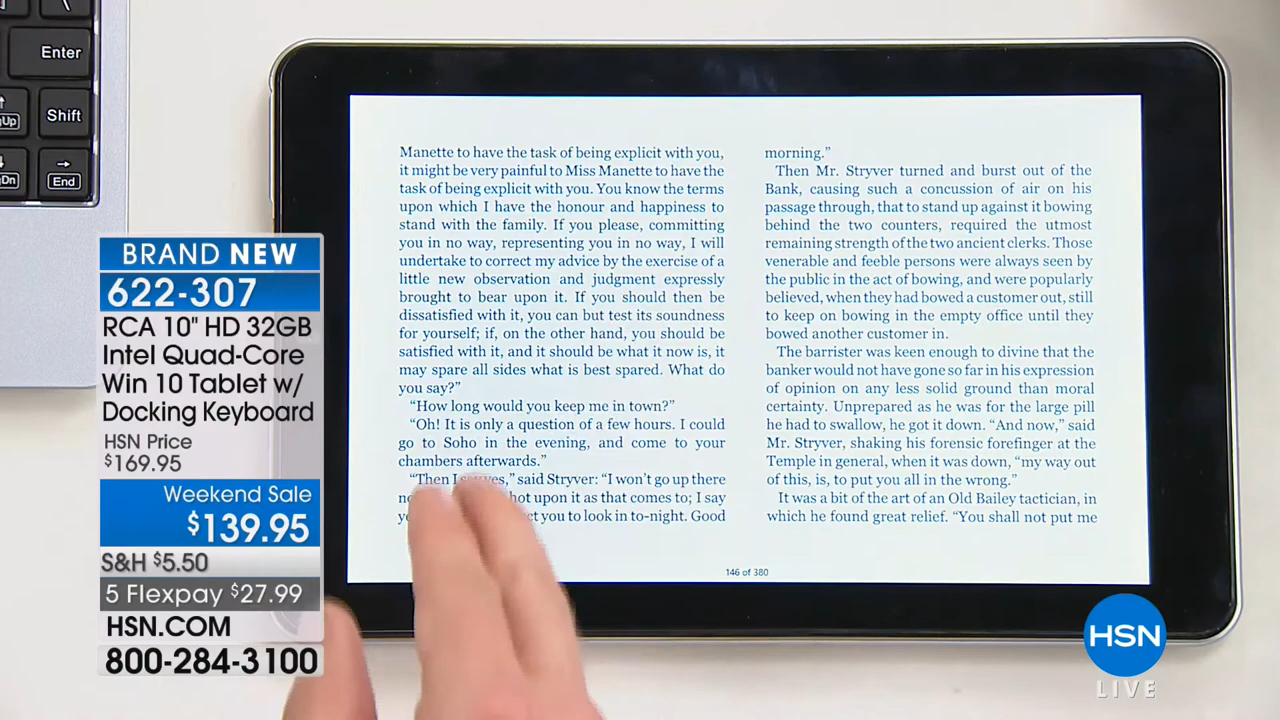 Enter
Shift
End
BRAND NEW
622-307
RCA 10" HD 32GB
Intel Quad-Core
Win 10 Tablet w/
Docking Keyboard
HSN Price
$169.95
Weekend Sale
$139.95
S&H $5.50
5 Flexpay $27.99
HSN.COM
800-284-3100
Manette to have the task of being explicit with you,
it might be very painful to Miss Manette to have the
task of being explicit with you. You know the terms
upon which I have the honour and happiness to
stand with the family. If you please, committing
you in no way, representing you in no way, I will
undertake to correct my advice by the exercise of a
little new observation and judgment expressly
brought to bear upon it. If you should then be
dissatisfied with it, you can but test its soundness
for yourself; if, on the other hand, you should be
satisfied with it, and it should be what it now is, it
may spare all sides what is best spared. What do
you say?”
“How long would you keep me in town?”
“Oh! It is only a question of a few hours. I could
go to Soho in the evening, and come to your
chambers afterwards.”
“Then I said Stryver: “I won’t go up there
hot upon it as that comes to; I say
you to look in to-night. Good
morning.”
Then Mr. Stryver turned and burst out of the
Bank, causing such a concussion of air on his
passage through, that to stand up against it bowing
behind the two counters, required the utmost
remaining strength of the two ancient clerks. Those
venerable and feeble persons were always seen by
the public in the act of bowing, and were popularly
believed, when they had bowed a customer out, still
to keep on bowing in the empty office until they
bowed another customer in.
The barrister was keen enough to divine that the
banker would not have gone so far in his expression
of opinion on any less solid ground than moral
certainty. Unprepared as he was for the large pill
he had to swallow, he got it down. “And now,” said
Mr. Stryver, shaking his forensic forefinger at the
Temple in general, when it was down, “my way out
of this, is, to put you all in the wrong.”
It was a bit of the art of an Old Bailey tactician, in
which he found great relief. “You shall not put me
146 of 380
HSN
LIVE